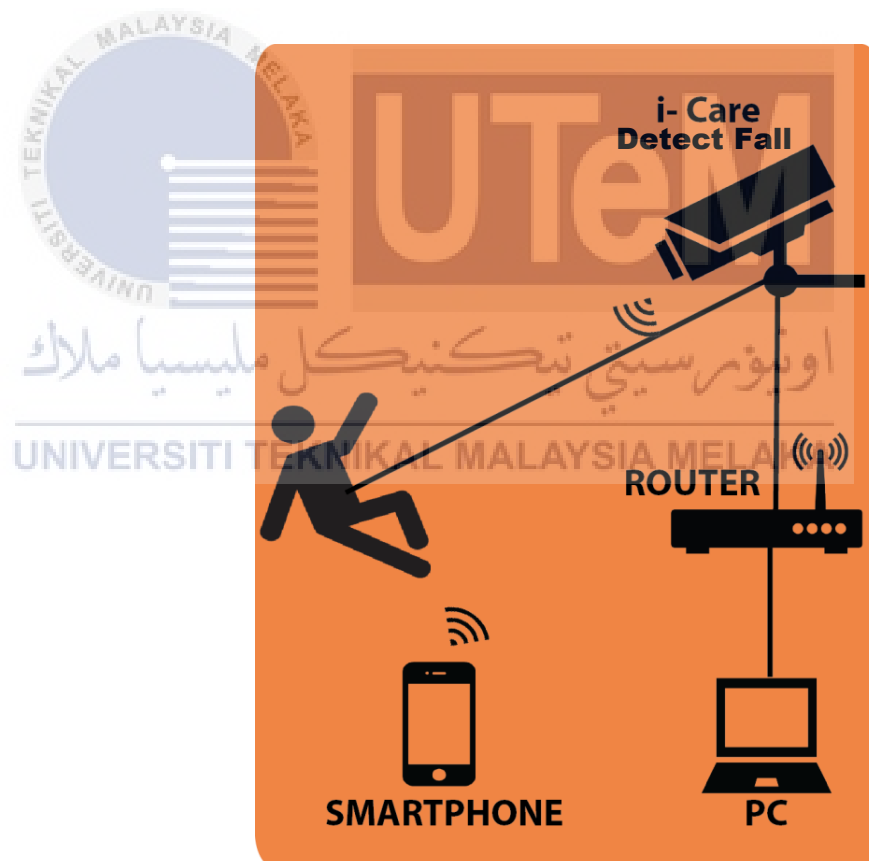 UNIVERSITI TEKNIKAL MALAYSIA MELAKA
UTeM
i- Care
Detect Fall
اونيۏرسيتي تيكنيكل مليسيا ملاك
UNIVERSITI TEKNIKAL MALAYSIA MELAKA
ROUTER
SMARTPHONE
PC